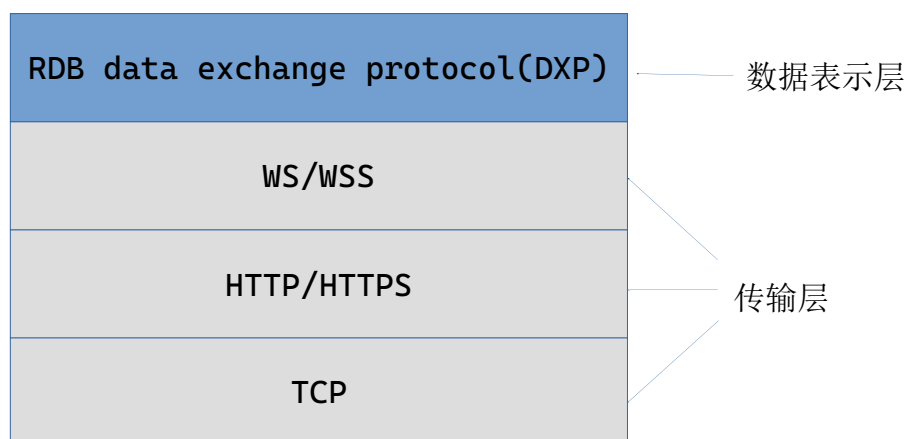 RDB data exchange protocol(DXP)
数据表示层
WS/WSS
HTTP/HTTPS
传输层
TCP